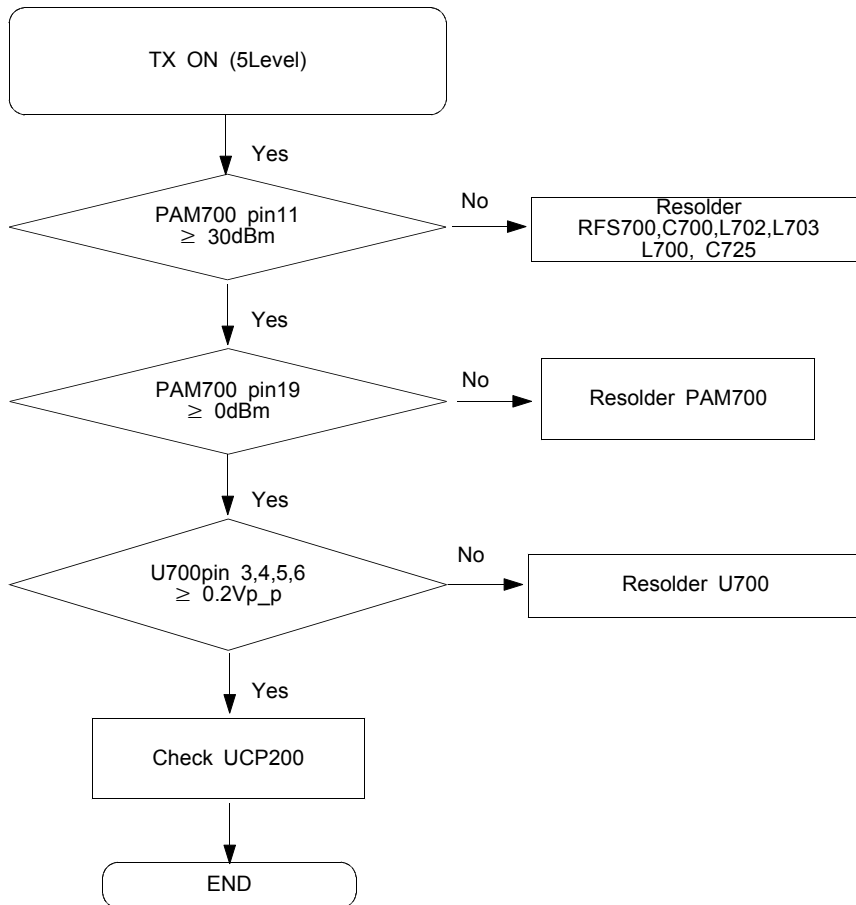 TX ON (5Level)
Yes
PAM700 pin11
≥ 30dBm
No
Resolder
RFS700,C700,L702,L703
L700, C725
Yes
PAM700 pin19
≥ 0dBm
No
Resolder PAM700
Yes
U700pin 3,4,5,6
≥ 0.2Vp_p
No
Resolder U700
Yes
Check UCP200
END